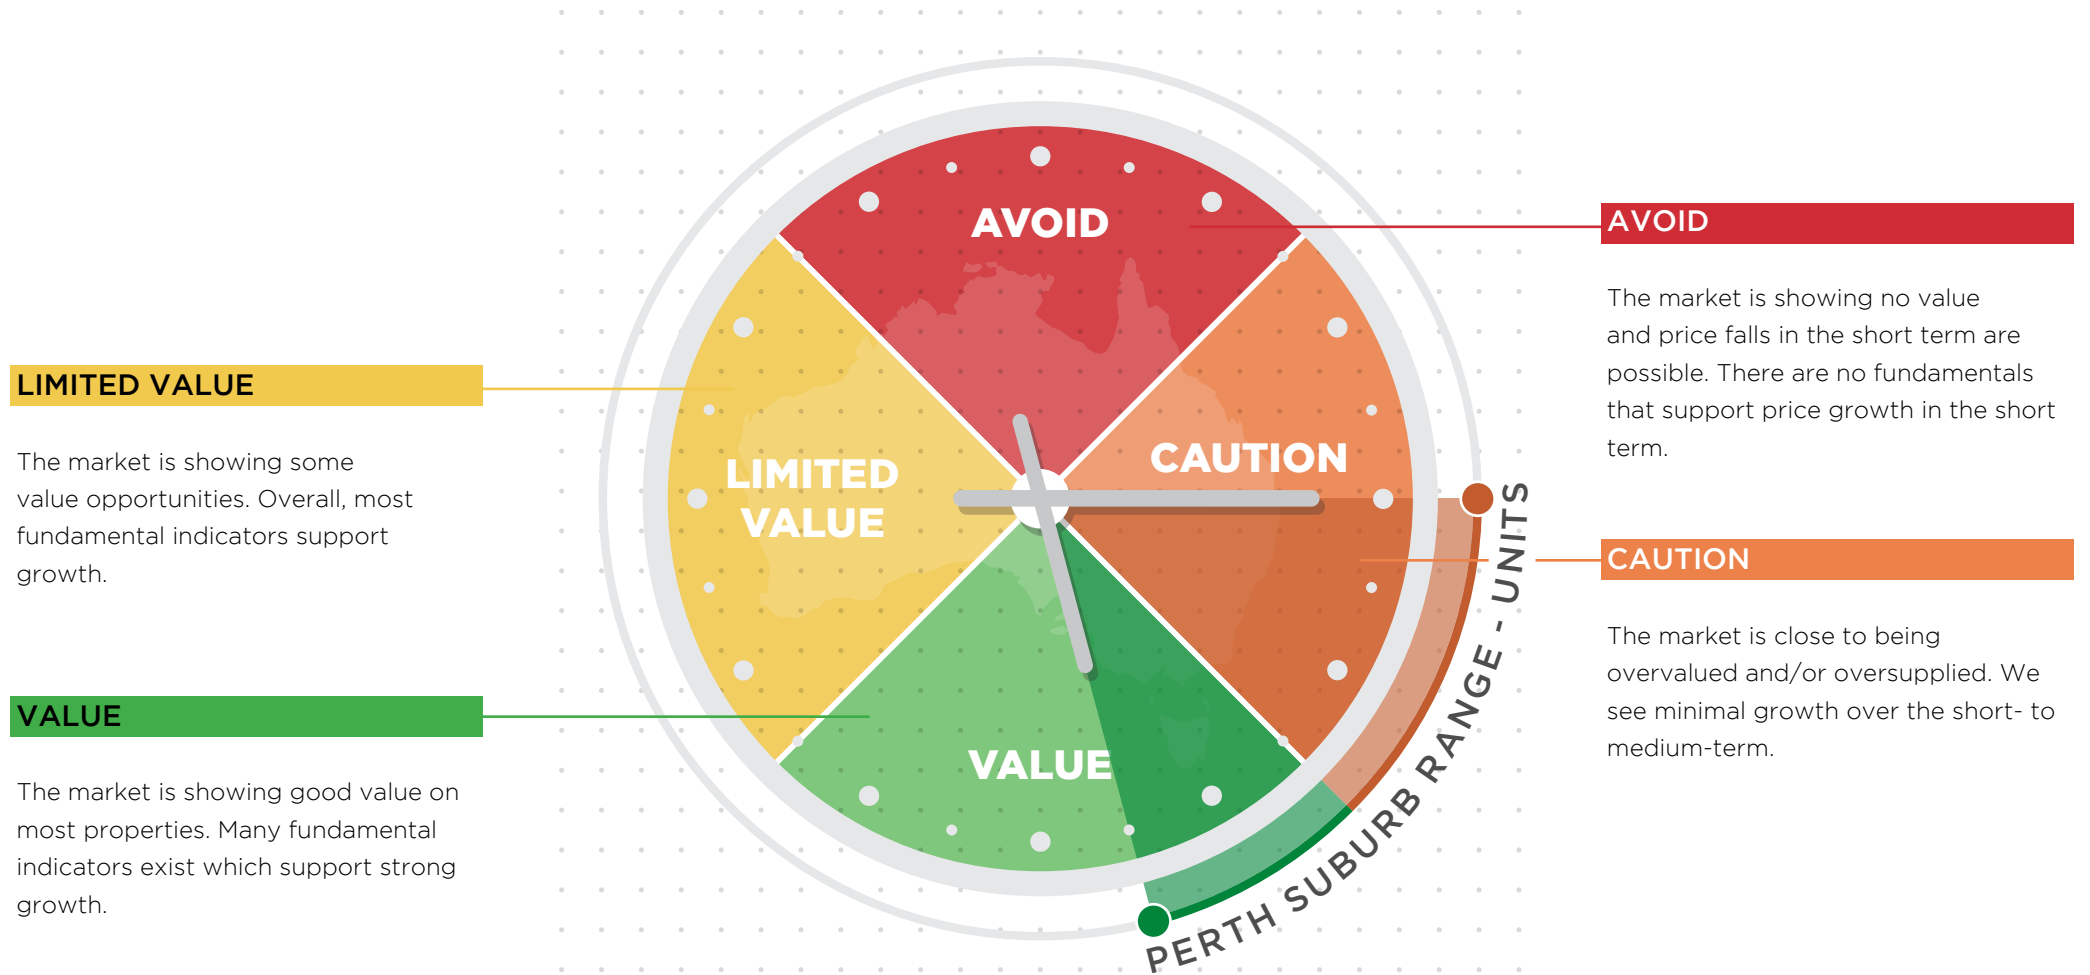 AVOID
CAUTION
LIMITED
VALUE
VALUE
PERTH SUBURB RANGE - UNITS
LIMITED VALUE
The market is showing some
value opportunities. Overall, most
fundamental indicators support
growth.
VALUE
The market is showing good value on
most properties. Many fundamental
indicators exist which support strong
growth.
AVOID
The market is showing no value
and price falls in the short term are
possible. There are no fundamentals
that support price growth in the short
term.
CAUTION
The market is close to being
overvalued and/or oversupplied. We
see minimal growth over the short- to
medium-term.